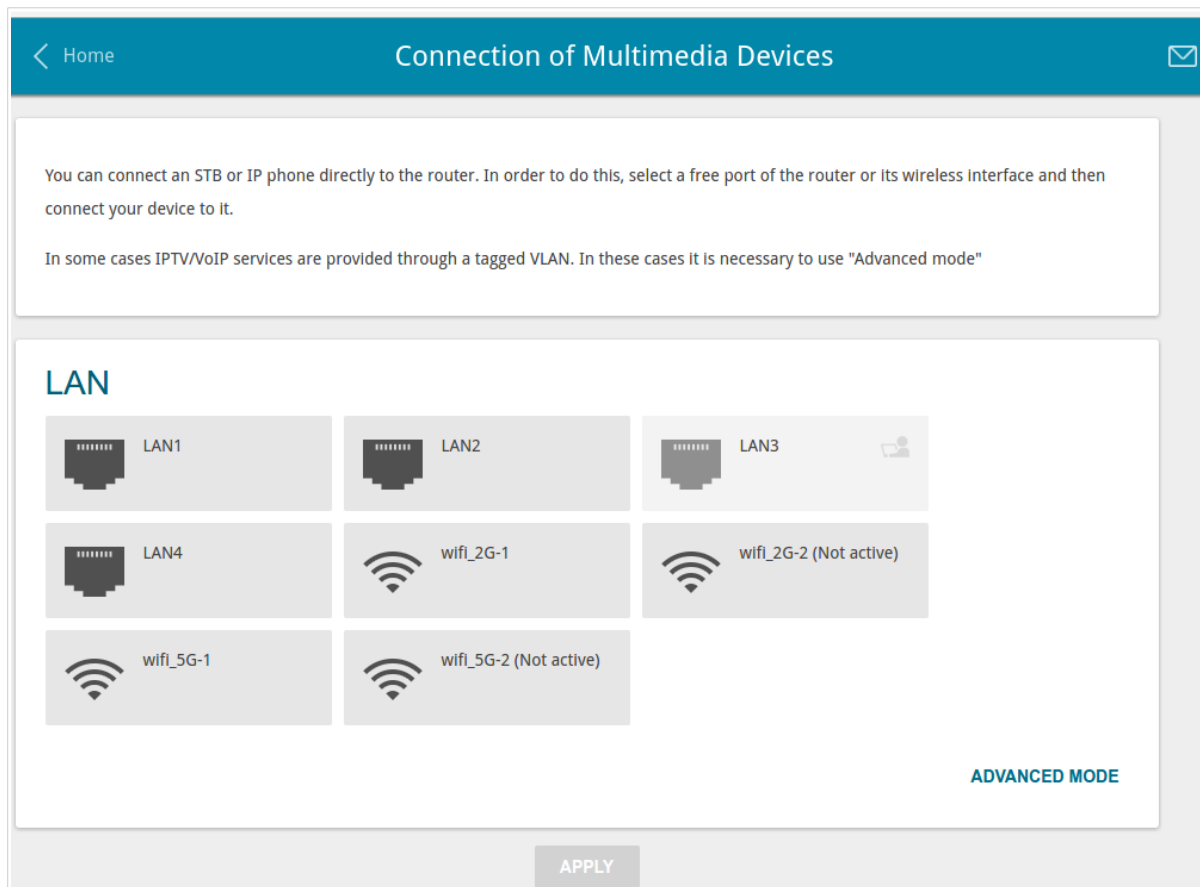 Home
Connection of Multimedia Devices
You can connect an STB or IP phone directly to the router. In order to do this, select a free port of the router or its wireless interface and then
connect your device to it.
In some cases IPTV/VoIP services are provided through a tagged VLAN. In these cases it is necessary to use "Advanced mode"
LAN
LAN1
LAN2
LAN3
LAN4
wifi_2G-1
wifi_2G-2 (Not active)
wifi_5G-1
wifi_5G-2 (Not active)
ADVANCED MODE
APPLY